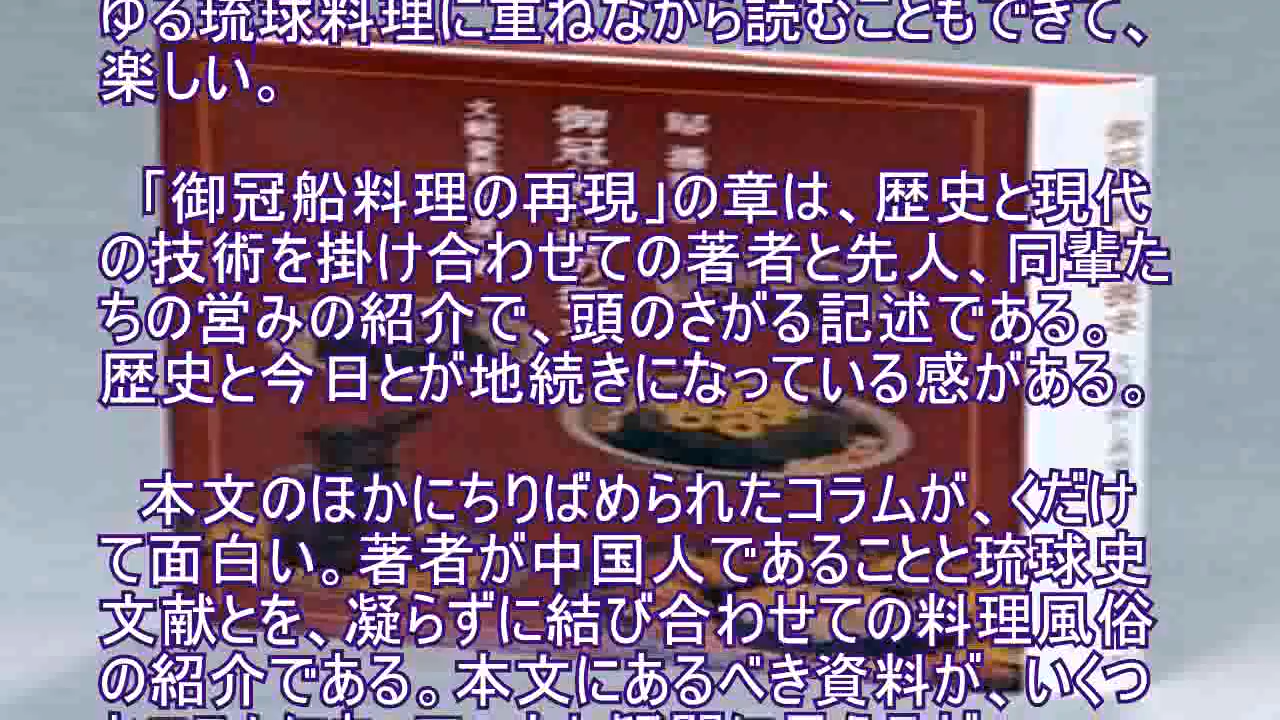 ゆる琉球料理に重ねながら読むこともできて、
楽しい。
「御冠船料理の再現」の章は、歴史と現代
の技術を掛け合わせての著者と先人、同輩た
ちの営みの紹介で、頭のさがる記述である。
歴史と今日とが地続きになっている感がある。
本文のほかにちりばめられたコラムが、くだけ
て面白い。著者が中国人であることと琉球史
文献とを、凝らずに結び合わせての料理風俗
の紹介である。本文にあるべき資料が、いくつ